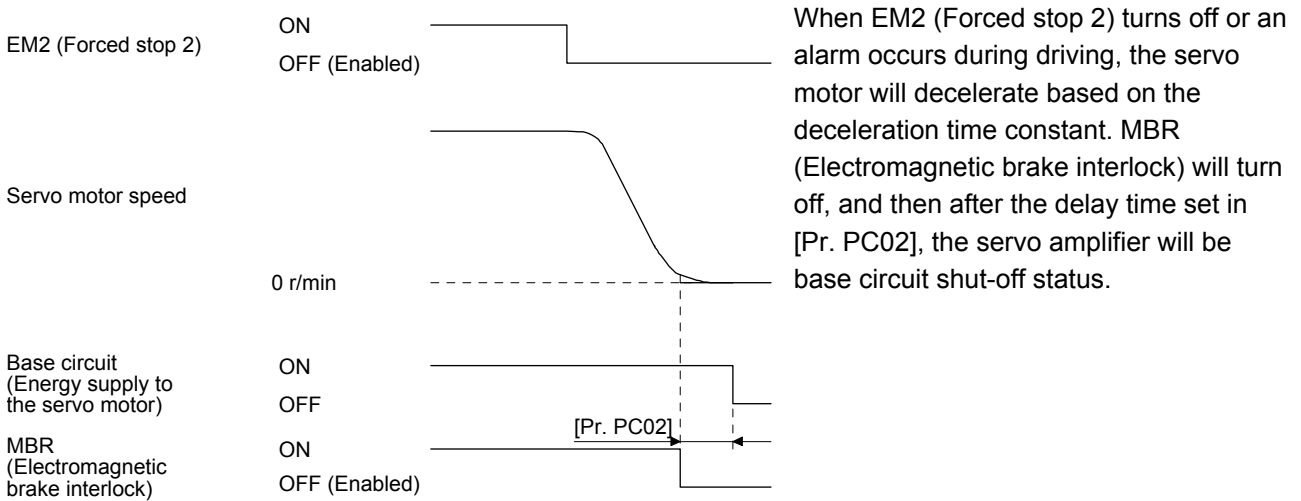 EM2 (Forced stop 2)
ON
OFF (Enabled)
Servo motor speed
0 r/min
Base circuit
(Energy supply to
the servo motor)
ON
OFF
[Pr. PC02]
MBR
(Electromagnetic
brake interlock)
ON
OFF (Enabled)
When EM2 (Forced stop 2) turns off or an
alarm occurs during driving, the servo
motor will decelerate based on the
deceleration time constant. MBR
(Electromagnetic brake interlock) will turn
off, and then after the delay time set in
[Pr. PC02], the servo amplifier will be
base circuit shut-off status.